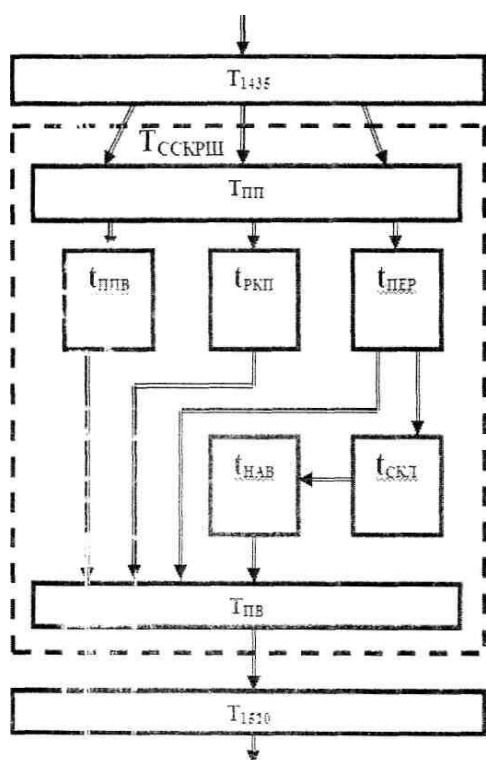 T1435
TССКРШ
TПП
tППВ tРКП tПЕР
tНАВ tСКЛ
TПВ
T1520